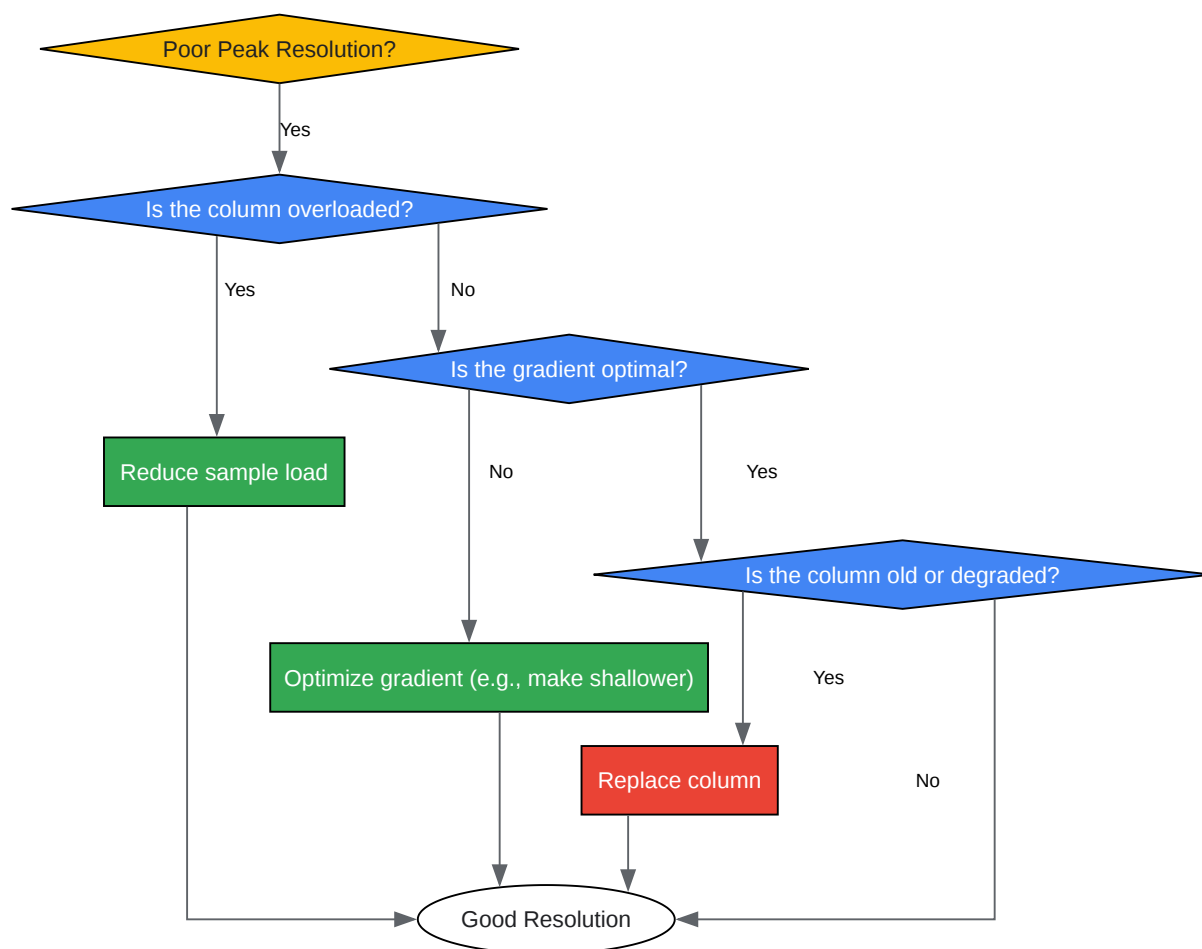 Poor Peak Resolution?
Yes
Is the column overloaded?
Yes
No
Is the gradient optimal?
Reduce sample load
No
Yes
Is the column old or degraded?
Optimize gradient (e.g., make shallower)
Yes
Replace column
No
Good Resolution